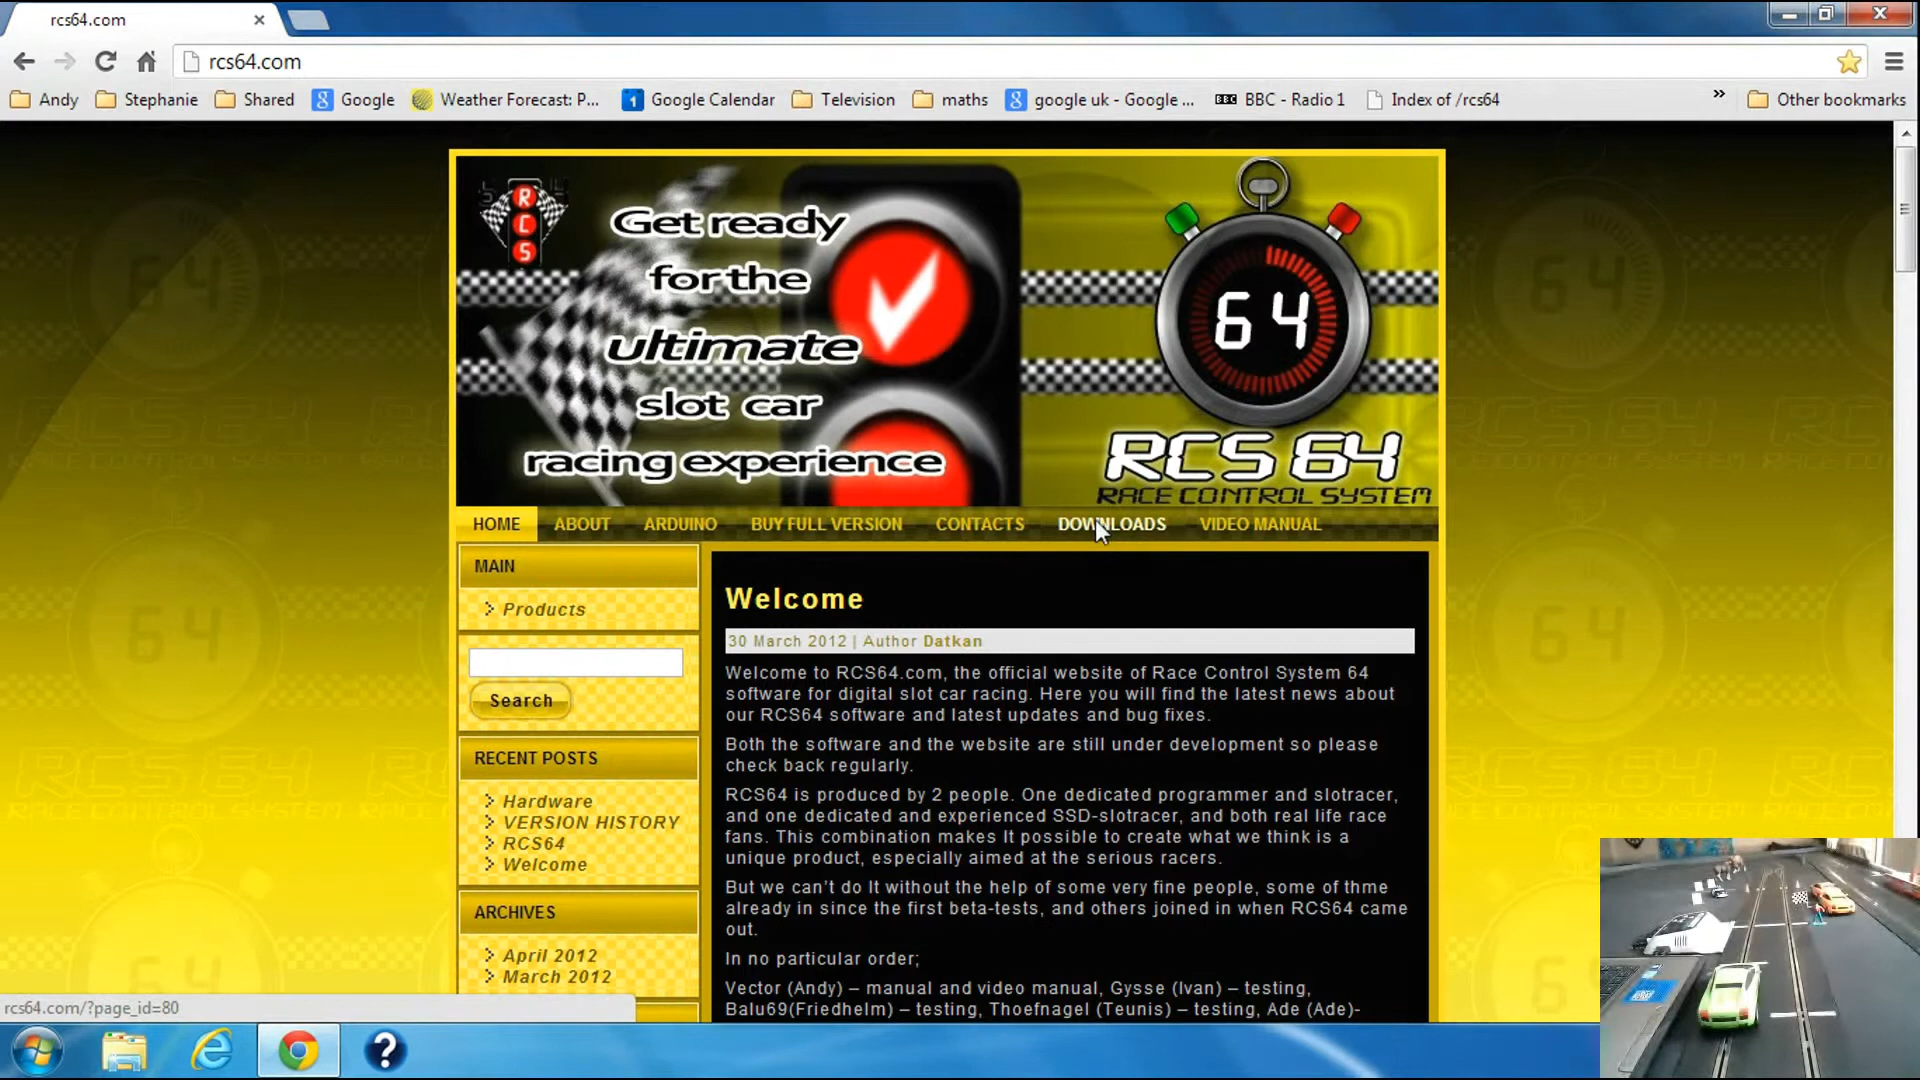 rcs64.com
rcs64.com
Andy Stephanie Shared Google Weather Forecast: P... Google Calendar Television maths google uk - Google ... BBC - Radio 1 Index of /rcs64 » Other bookmarks
RCS
Get ready
for the
ultimate
slot car
racing experience
64
RCS 64
RACE CONTROL SYSTEM
HOME ABOUT ARDUINO BUY FULL VERSION CONTACTS DOWNLOADS VIDEO MANUAL
MAIN
Products
Search
RECENT POSTS
Hardware
VERSION HISTORY
RCS64
Welcome
ARCHIVES
April 2012
March 2012
Welcome
30 March 2012 | Author Datkan
Welcome to RCS64.com, the official website of Race Control System 64
software for digital slot car racing. Here you will find the latest news about
our RCS64 software and latest updates and bug fixes.
Both the software and the website are still under development so please
check back regularly.
RCS64 is produced by 2 people. One dedicated programmer and slotracer,
and one dedicated and experienced SSD-slotracer, and both real life race
fans. This combination makes It possible to create what we think is a
unique product, especially aimed at the serious racers.
But we can't do It without the help of some very fine people, some of thme
already in since the first beta-tests, and others joined in when RCS64 came
out.
In no particular order;
Vector (Andy) – manual and video manual, Gysse (Ivan) – testing,
Balu69(Friedhelm) – testing, Thoefnagel (Teunis) – testing, Ade (Ade)-
rcs64.com/?page_id=80